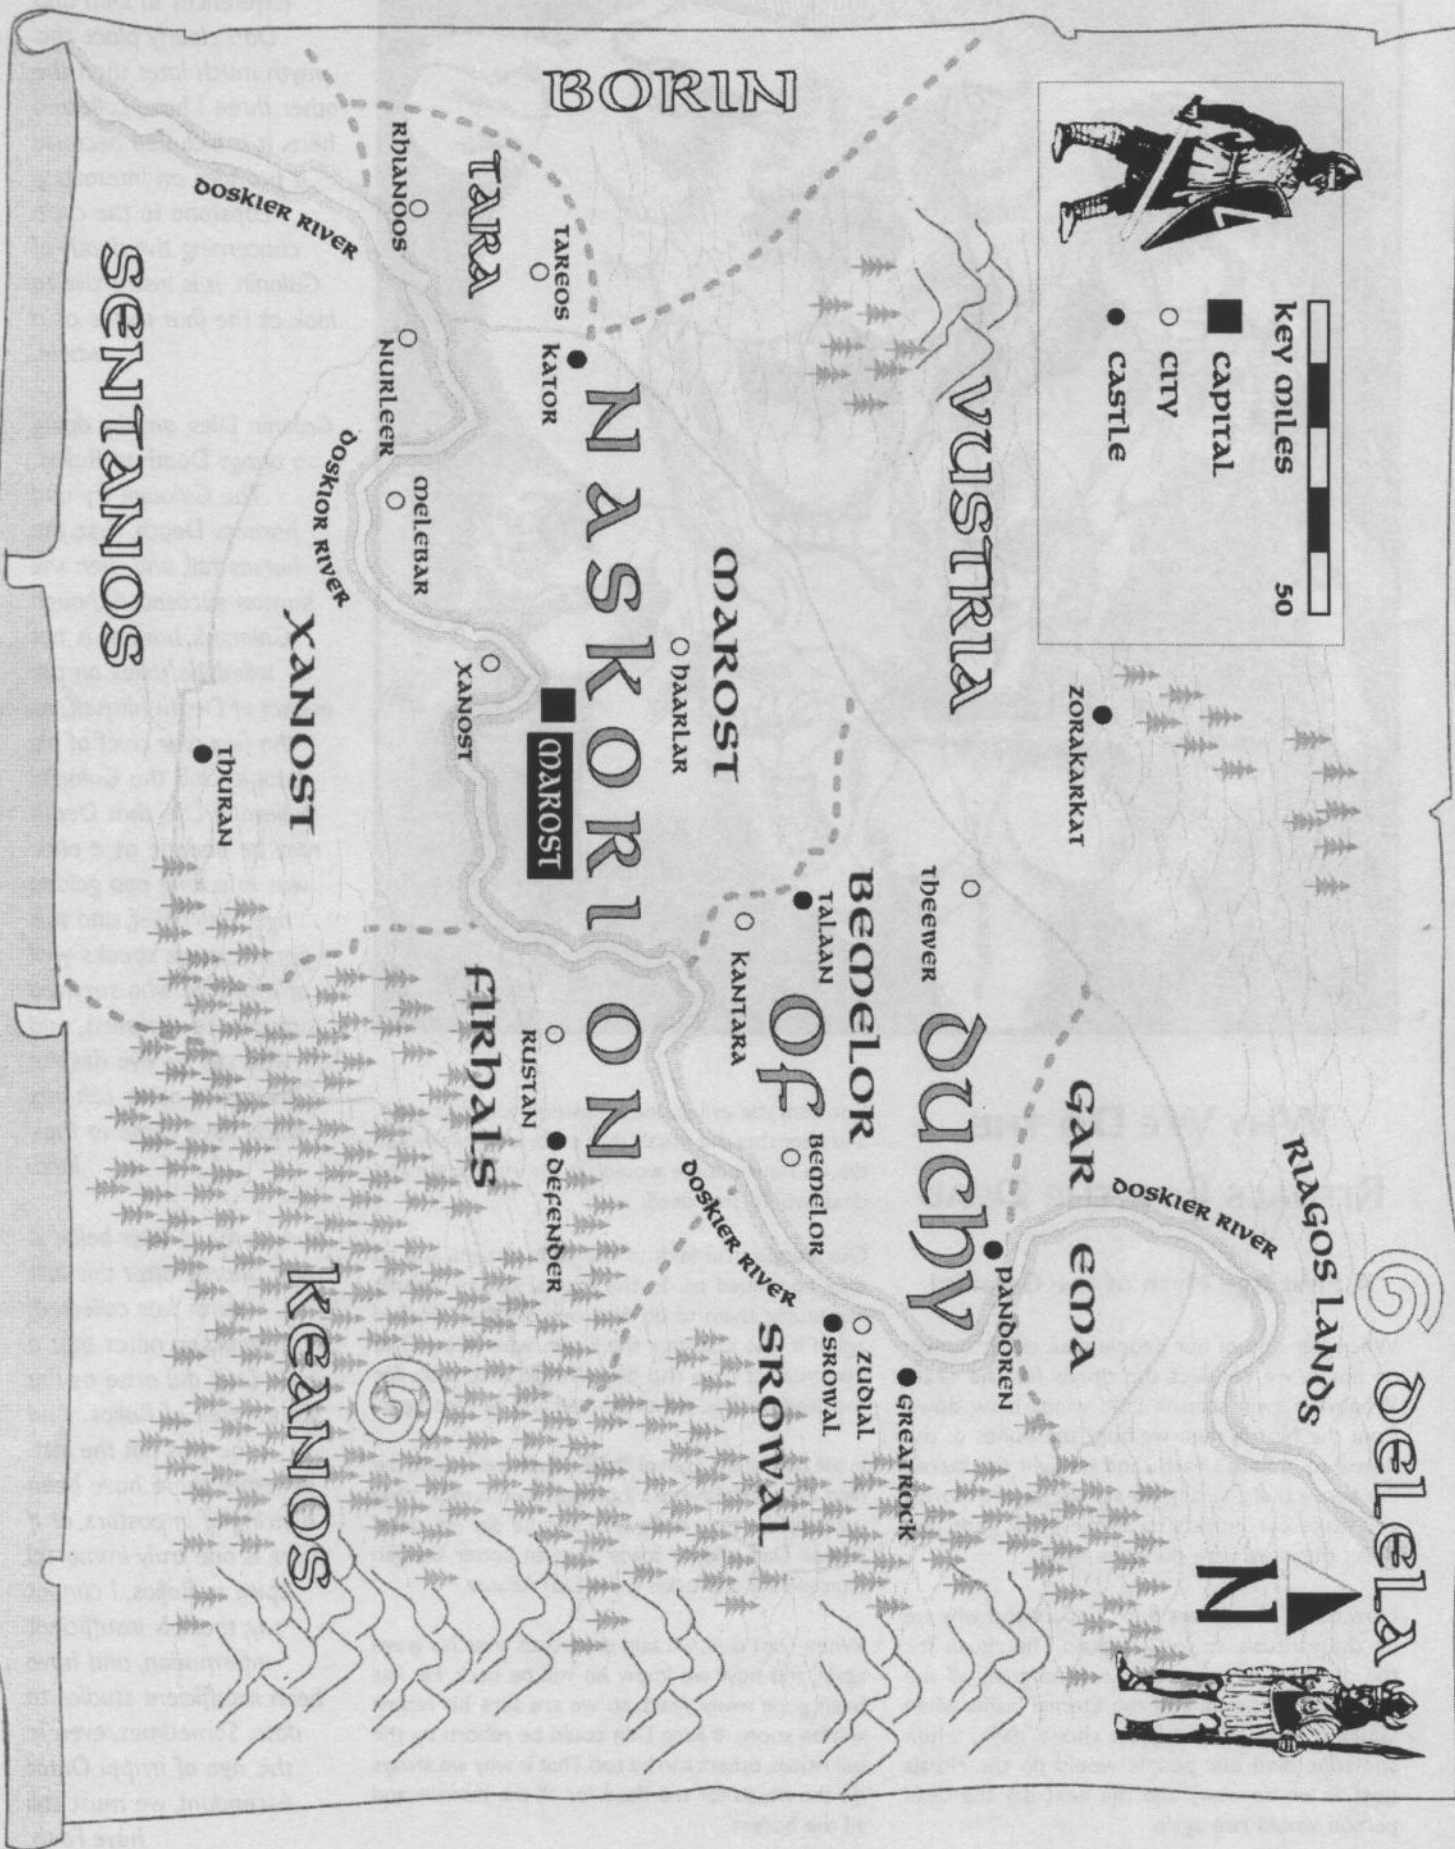 DELELA
key miles 50
RIAGOS LANDS
N
CAPITAL
DOSKIER RIVER
CITY
CASTLE
ZORAKARKAT
GAR EMA
PANDOREN
VUSTRIA
Duchy
THEEWER
GREATROCK
BEMELOR
ZUDIAL
TALAAN
BEMELOR
SROWAL
Of
SROWAL
MAROST
KANTARA
DOSKIER RIVER
BORIN
HAARLAR
NASKORION
TAREOS
KATOR
MAROST
DEFENDER
RUSTAN
TARA
XANOST
FIRHALS
RHUANOOS
MELEBAR
NURLEER
DOSKIOR RIVER
DOSKIER RIVER
XANOST
KEANOS
THURAN
SENTANOS